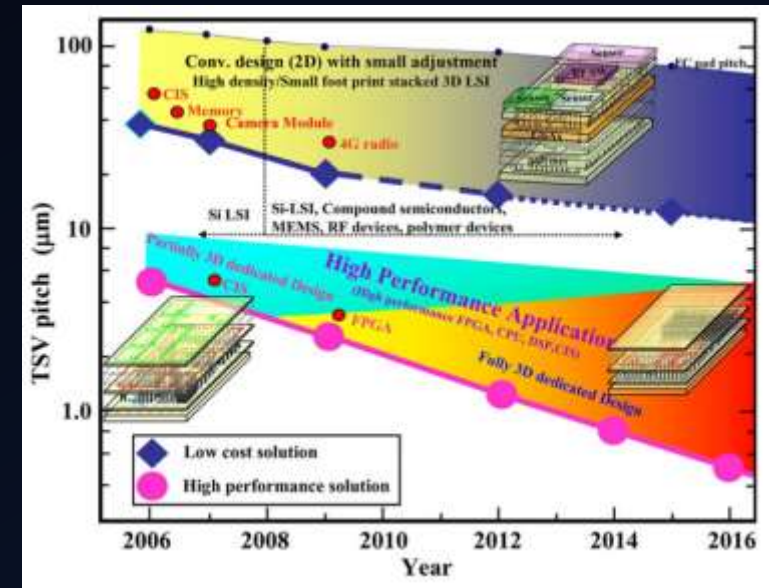 100
10
1.0
TSV pitch (μm)
Conv. design (2D) with small adjustment
High density/Small foot print stacked 3D LSI
Sensor
FC pad pitch
CIS
Memory
Camera Module
4G radio
Si LSI
Si-LSI, Compound semiconductors,
MEMS, RF devices, polymer devices
Partially 3D dedicated Design
CIS
High Performance Application
(High performance FPGA, CPU, DSP,CIS)
FPGA
Fully 3D dedicated Design
Low cost solution
High performance solution
2006
2008
2010
2012
2014
2016
Year